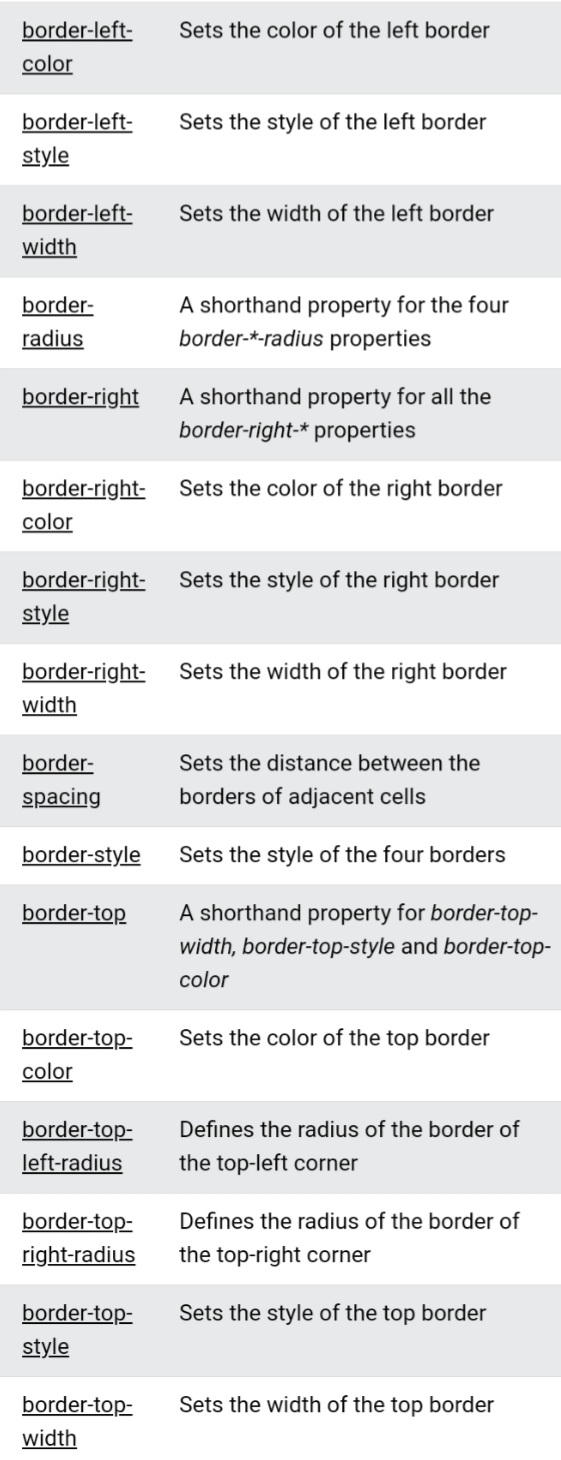 border-left- Sets the color of the left border
color
border-left- Sets the style of the left border
style
border-left- Sets the width of the left border
width
border- A shorthand property for the four
radius border-*-radius properties
border-right A shorthand property for all the
border-right-* properties
border-right- Sets the color of the right border
color
border-right- Sets the style of the right border
style
border-right- Sets the width of the right border
width
border- Sets the distance between the
spacing borders of adjacent cells
border-style Sets the style of the four borders
border-top A shorthand property for border-top-
width, border-top-style and border-top-
color
border-top- Sets the color of the top border
color
border-top- Defines the radius of the border of
left-radius the top-left corner
border-top- Defines the radius of the border of
right-radius the top-right corner
border-top- Sets the style of the top border
style
border-top- Sets the width of the top border
width